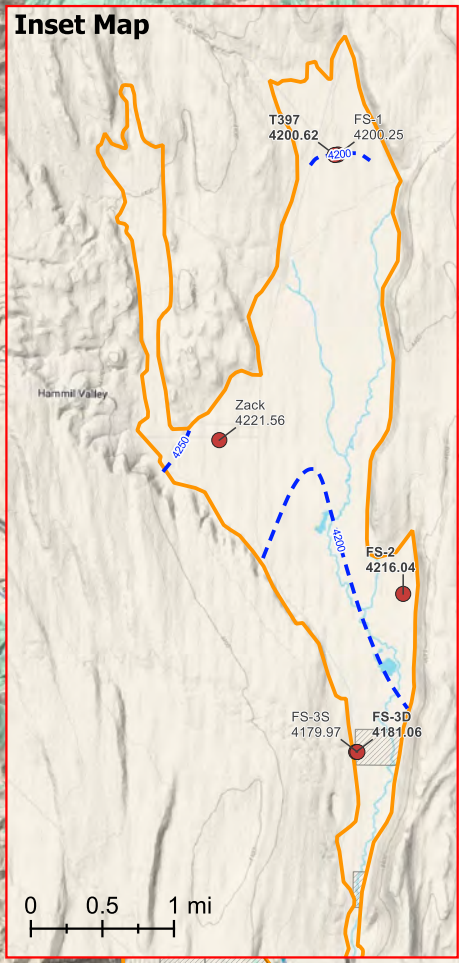 Inset Map
T397
4200.62
FS-1
4200.25
4200
Hammil Valley
Zack
4221.56
4250
4200
FS-2
4216.04
FS-3S
4179.97
FS-3D
4181.06
0 0.5 1 mi